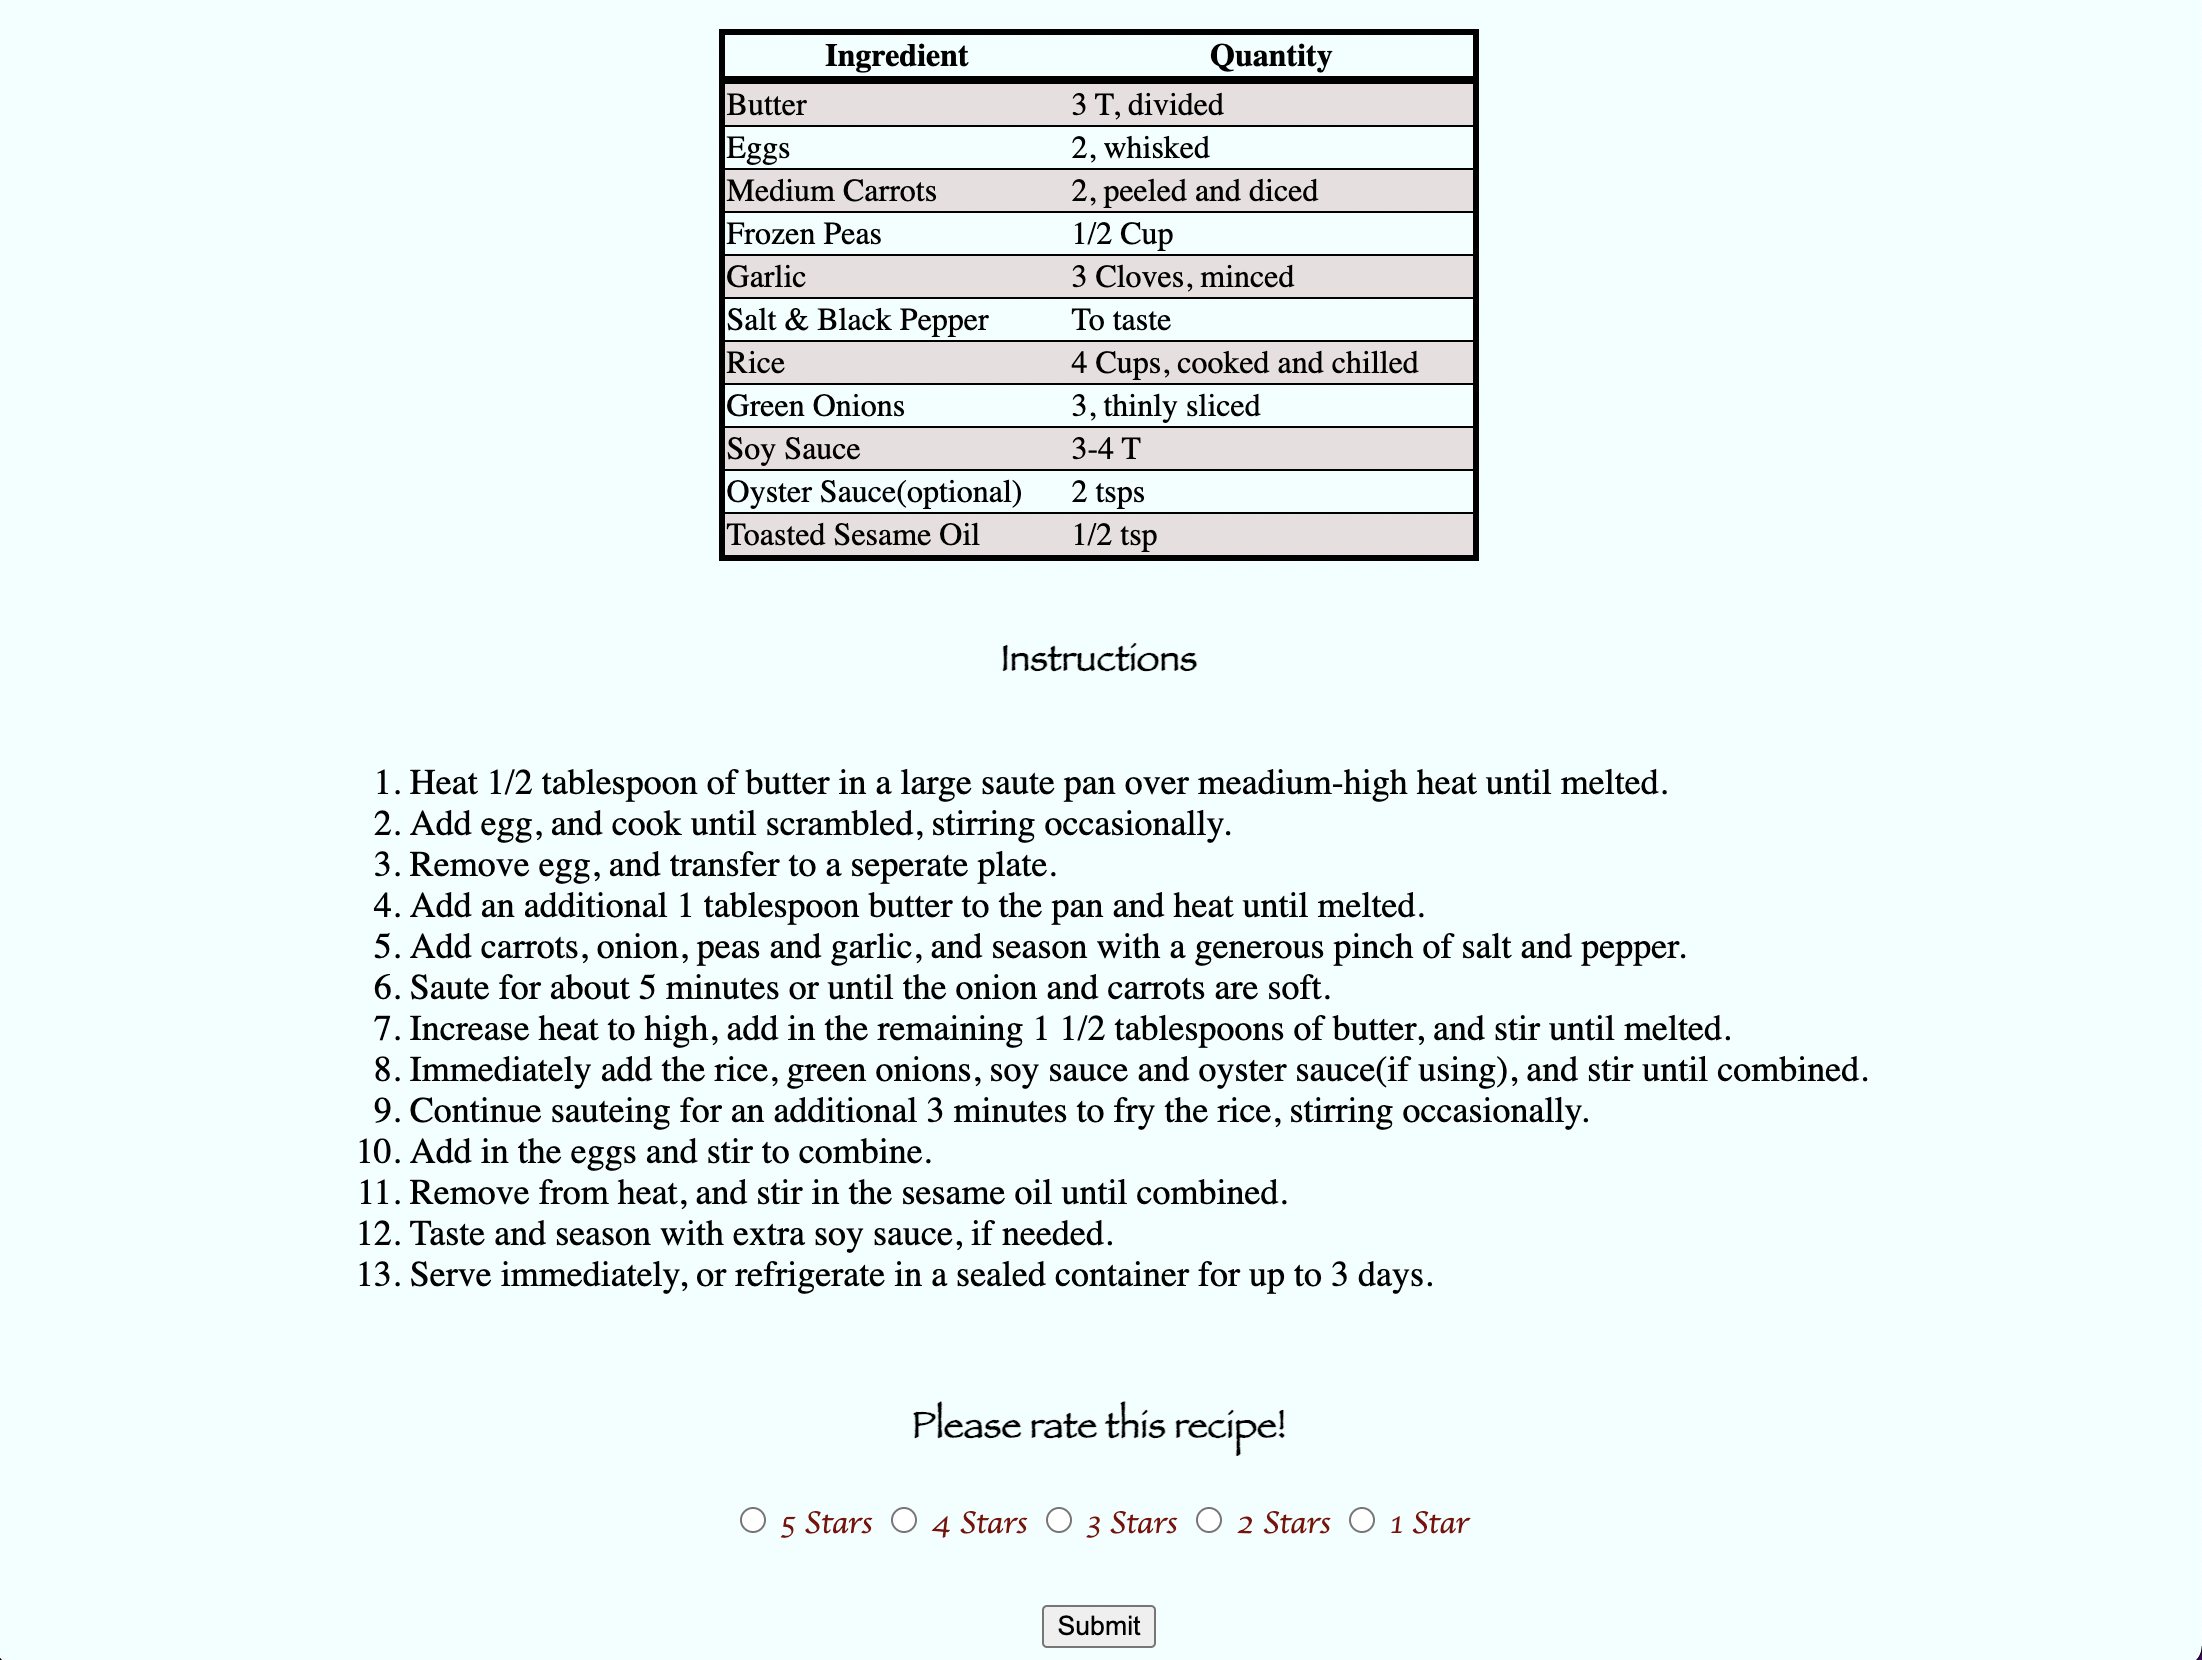 Ingredient Quantity
Butter 3 T, divided
Eggs 2, whisked
Medium Carrots 2, peeled and diced
Frozen Peas 1/2 Cup
Garlic 3 Cloves, minced
Salt & Black Pepper To taste
Rice 4 Cups, cooked and chilled
Green Onions 3, thinly sliced
Soy Sauce 3-4 T
Oyster Sauce(optional) 2 tsps
Toasted Sesame Oil 1/2 tsp
Instructions
1. Heat 1/2 tablespoon of butter in a large saute pan over meadium-high heat until melted.
2. Add egg, and cook until scrambled, stirring occasionally.
3. Remove egg, and transfer to a seperate plate.
4. Add an additional 1 tablespoon butter to the pan and heat until melted.
5. Add carrots, onion, peas and garlic, and season with a generous pinch of salt and pepper.
6. Saute for about 5 minutes or until the onion and carrots are soft.
7. Increase heat to high, add in the remaining 1 1/2 tablespoons of butter, and stir until melted.
8. Immediately add the rice, green onions, soy sauce and oyster sauce(if using), and stir until combined.
9. Continue sauteing for an additional 3 minutes to fry the rice, stirring occasionally.
10. Add in the eggs and stir to combine.
11. Remove from heat, and stir in the sesame oil until combined.
12. Taste and season with extra soy sauce, if needed.
13. Serve immediately, or refrigerate in a sealed container for up to 3 days.
Please rate this recipe!
5 Stars 4 Stars 3 Stars 2 Stars 1 Star
Submit